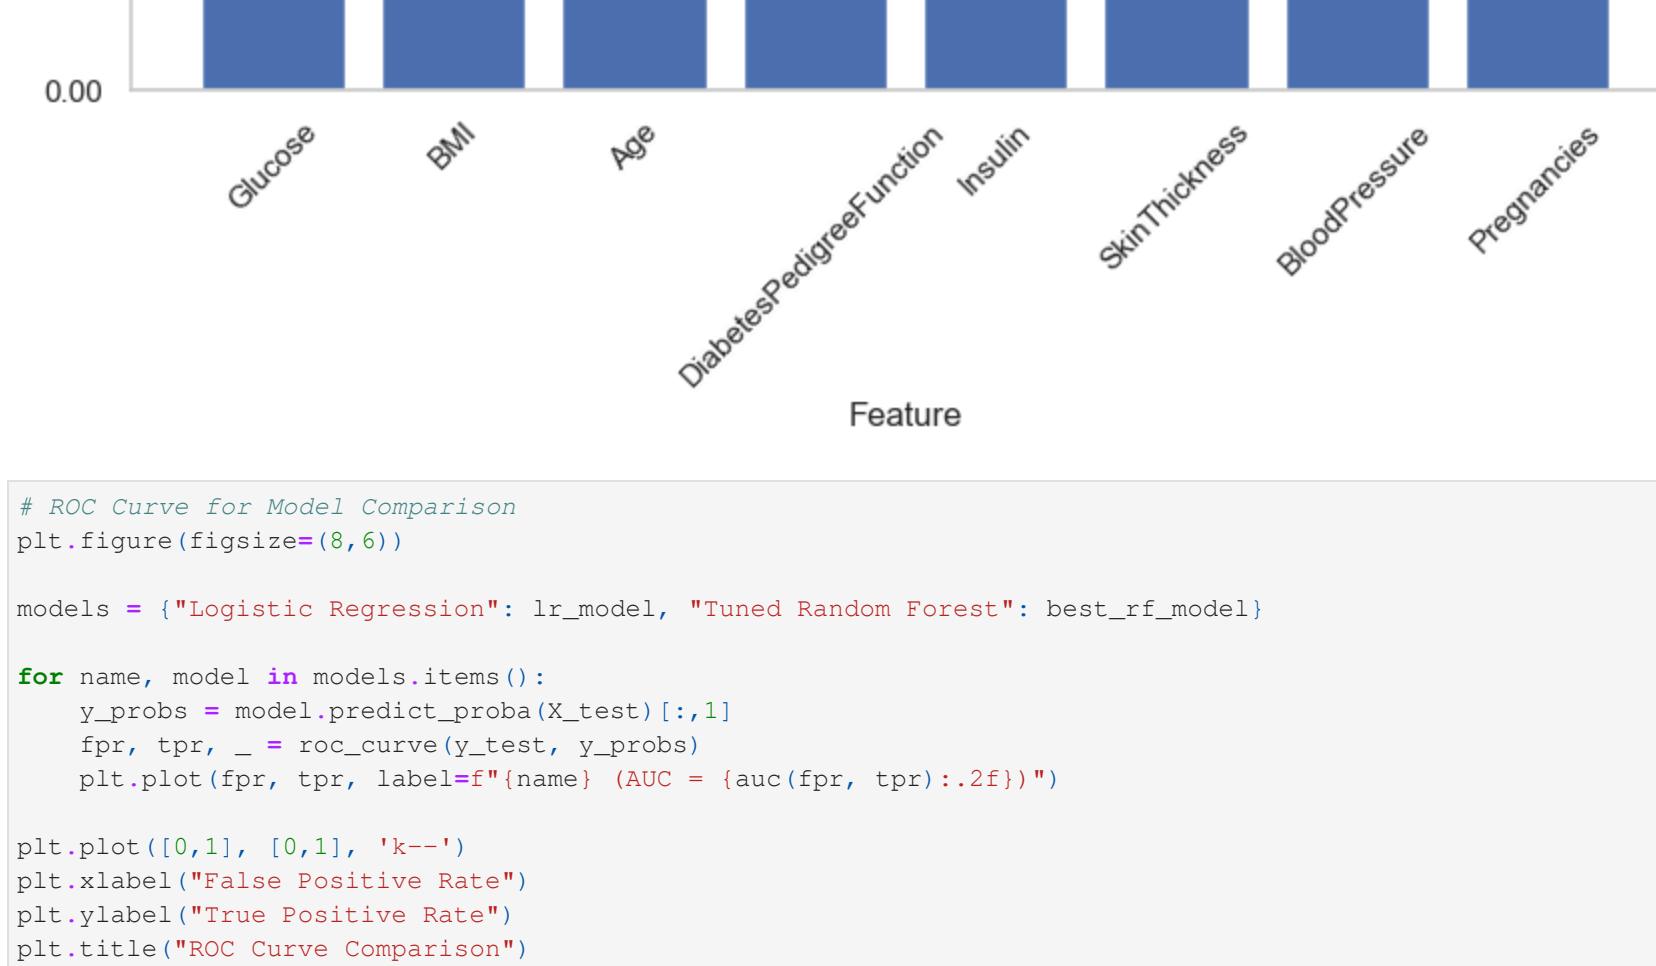 0.00
Glucose
BMI
Age
DiabetesPedigreeFunction
Insulin
SkinThickness
BloodPressure
Pregnancies
Feature
# ROC Curve for Model Comparison
plt.figure(figsize=(8,6))
models = {"Logistic Regression": lr_model, "Tuned Random Forest": best_rf_model}
for name, model in models.items():
    y_probs = model.predict_proba(X_test)[:,1]
    fpr, tpr, _ = roc_curve(y_test, y_probs)
    plt.plot(fpr, tpr, label=f"{name} (AUC = {auc(fpr, tpr):.2f})")
plt.plot([0,1], [0,1], 'k--')
plt.xlabel("False Positive Rate")
plt.ylabel("True Positive Rate")
plt.title("ROC Curve Comparison")